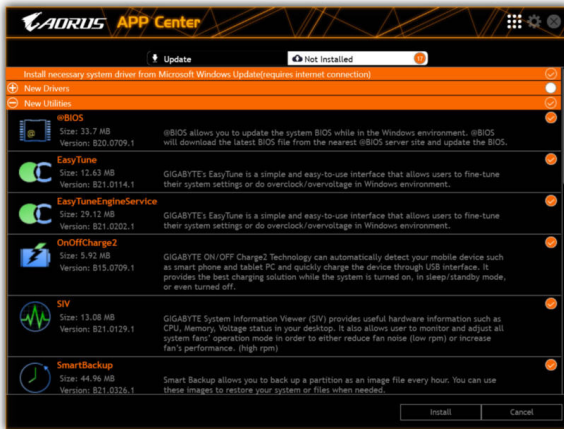 AORUS APP Center
Update
Not Installed
17
Install necessary system driver from Microsoft Windows Update(requires internet connection)
New Drivers
New Utilities
@BIOS
Size: 33.7 MB
Version: B20.0709.1
@BIOS allows you to update the system BIOS while in the Windows environment. @BIOS
will download the latest BIOS file from the nearest @BIOS server site and update the BIOS.
EasyTune
Size: 12.63 MB
Version: B21.0114.1
GIGABYTE's EasyTune is a simple and easy-to-use interface that allows users to fine-tune
their system settings or do overclock/overvoltage in Windows environment.
EasyTuneEngineService
Size: 29.12 MB
Version: B21.0202.1
GIGABYTE's EasyTune is a simple and easy-to-use interface that allows users to fine-tune
their system settings or do overclock/overvoltage in Windows environment.
OnOffCharge2
Size: 5.92 MB
Version: B15.0709.1
GIGABYTE ON/OFF Charge2 Technology can automatically detect your mobile device such
as smart phone and tablet PC and quickly charge the device through USB interface. It
provides the best charging solution while the system is turned on, in sleep/standby mode,
or even turned off.
SIV
Size: 13.08 MB
Version: B21.0129.1
GIGABYTE System Information Viewer (SIV) provides useful hardware information such as
CPU, Memory, Voltage status in your desktop. It also allows user to monitor and adjust all
system fans' operation mode in order to either reduce fan noise (low rpm) or increase
fan's performance. (high rpm)
SmartBackup
Size: 44.96 MB
Version: B21.0326.1
Smart Backup allows you to back up a partition as an image file every hour. You can use
these images to restore your system or files when needed.
Install
Cancel